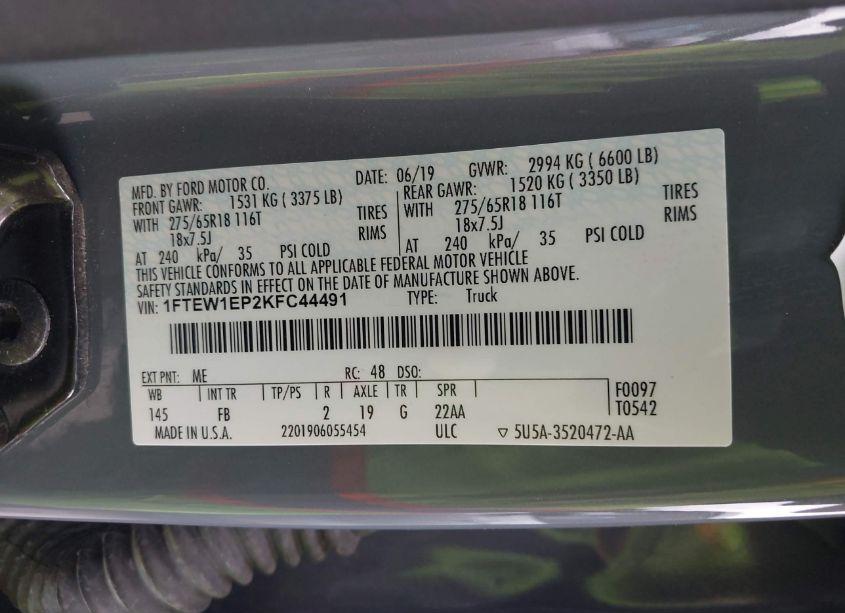 MFD. BY FORD MOTOR CO. DATE: 06/19 GVWR: 2994 KG ( 6600 LB)
FRONT GAWR: 1531 KG ( 3375 LB) REAR GAWR: 1520 KG ( 3350 LB)
WITH 275/65R18 116T TIRES WITH 275/65R18 116T TIRES
18x7.5J RIMS 18x7.5J RIMS
AT 240 kPa/ 35 PSI COLD AT 240 kPa/ 35 PSI COLD
THIS VEHICLE CONFORMS TO ALL APPLICABLE FEDERAL MOTOR VEHICLE
SAFETY STANDARDS IN EFFECT ON THE DATE OF MANUFACTURE SHOWN ABOVE.
VIN: 1FTEW1EP2KFC44491 TYPE: Truck
EXT PNT: ME RC: 48 DSO:
WB INT TR TP/PS R AXLE TR SPR F0097
145 FB 2 19 G 22AA T0542
MADE IN U.S.A. 2201906055454 ULC ▽ 5U5A-3520472-AA